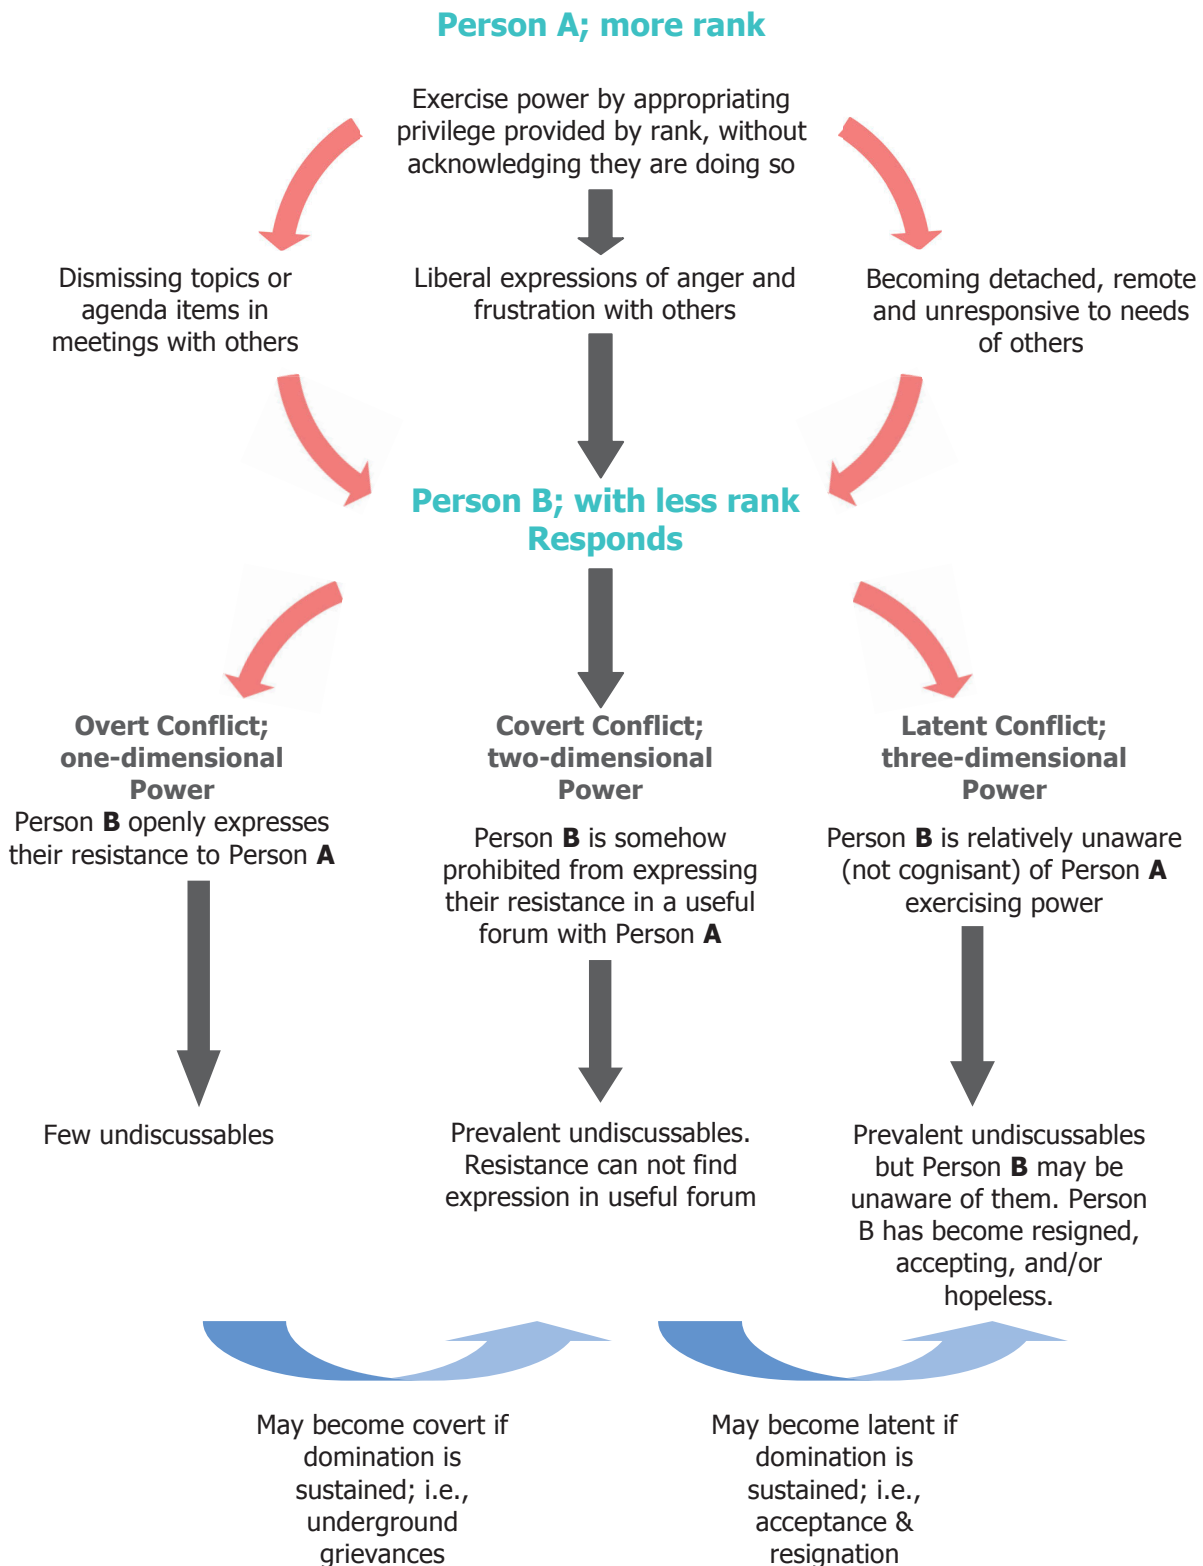 Person A; more rank
Exercise power by appropriating
privilege provided by rank, without
acknowledging they are doing so
Dismissing topics or
agenda items in
meetings with others
Liberal expressions of anger and
frustration with others
Becoming detached, remote
and unresponsive to needs
of others
Person B; with less rank
Responds
Overt Conflict;
one-dimensional
Power
Person B openly expresses
their resistance to Person A
Covert Conflict;
two-dimensional
Power
Person B is somehow
prohibited from expressing
their resistance in a useful
forum with Person A
Latent Conflict;
three-dimensional
Power
Person B is relatively unaware
(not cognisant) of Person A
exercising power
Few undiscussables
Prevalent undiscussables.
Resistance can not find
expression in useful forum
Prevalent undiscussables
but Person B may be
unaware of them. Person
B has become resigned,
accepting, and/or
hopeless.
May become covert if
domination is
sustained; i.e.,
underground
grievances
May become latent if
domination is
sustained; i.e.,
acceptance &
resignation